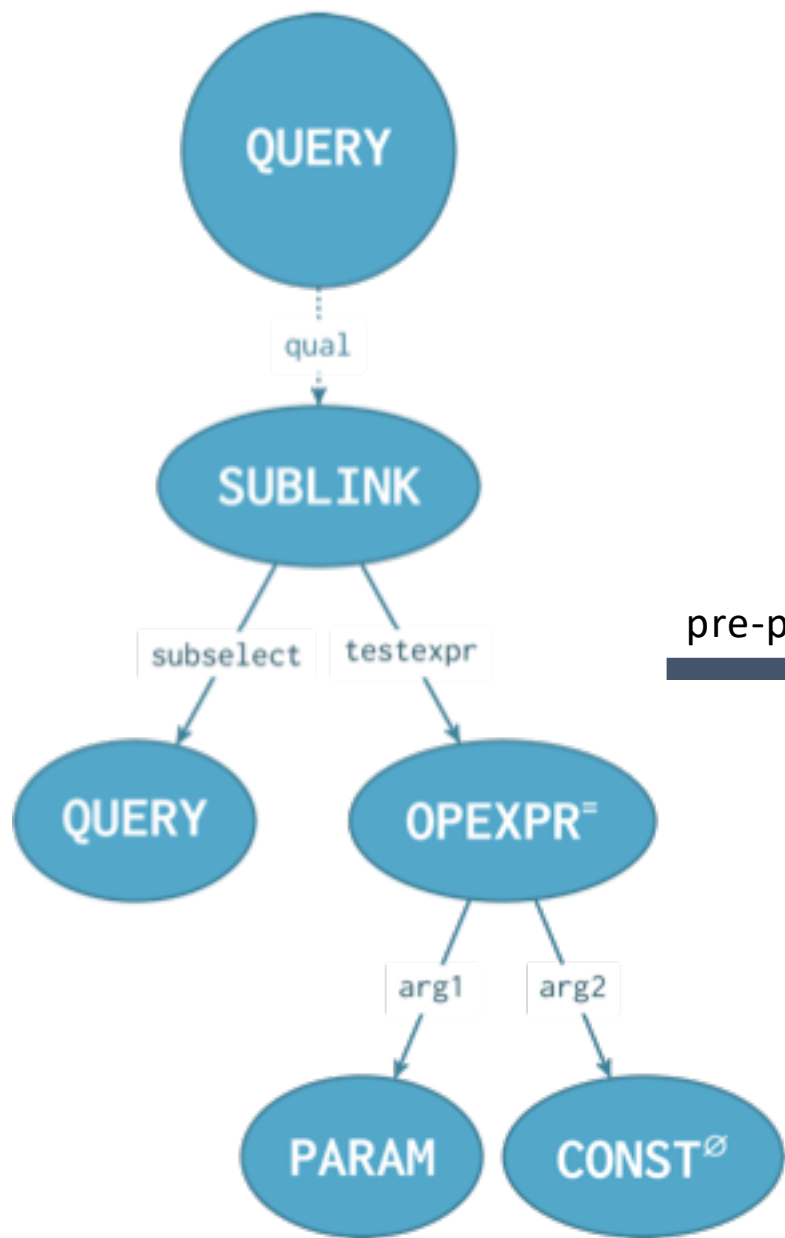 QUERY
qual
SUBLINK
subselect
testexpr
pre-p
QUERY
OPEXPR⁼
arg1
arg2
PARAM
CONST^∅